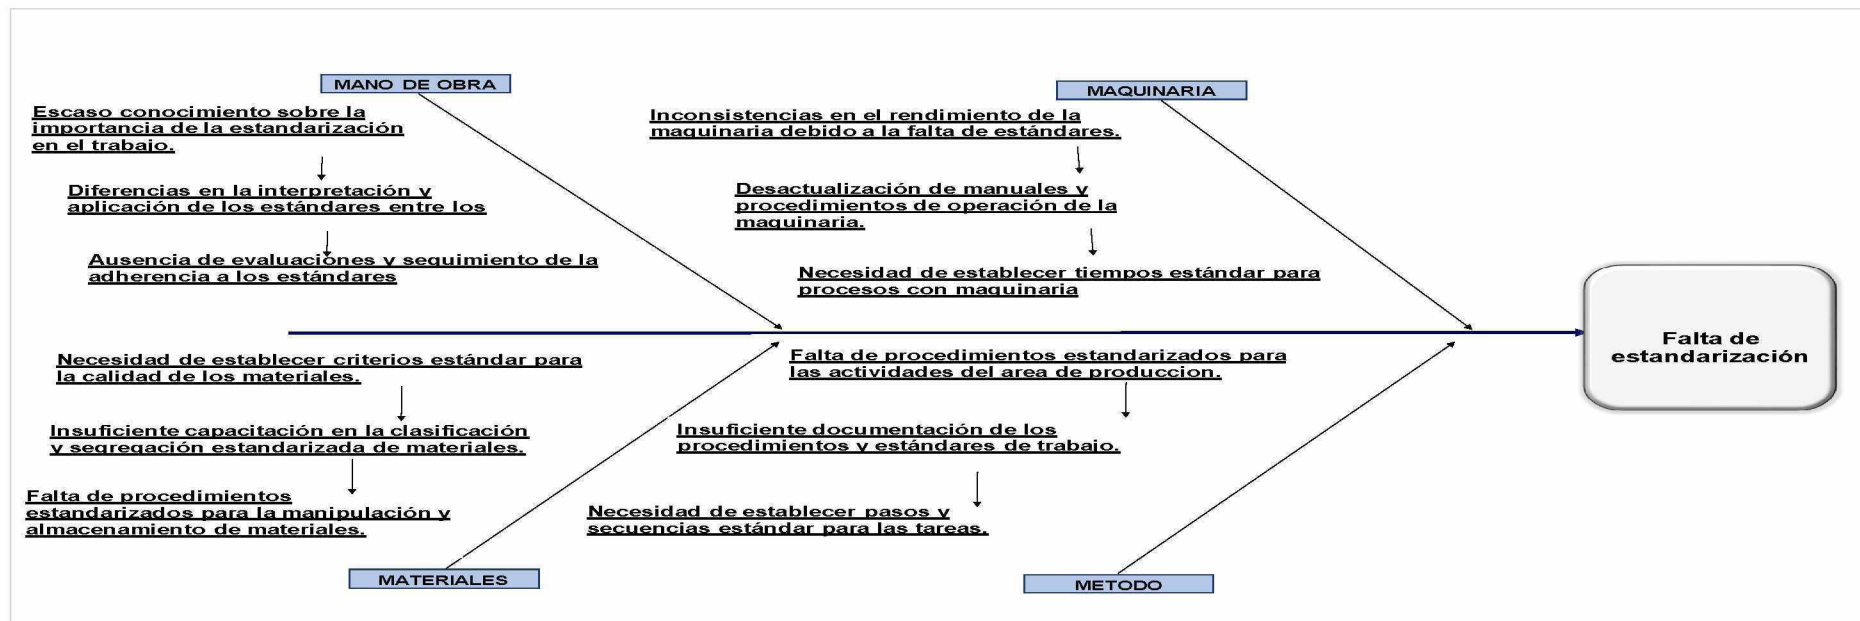 MANO DE OBRA
Escaso conocimiento sobre la
importancia de la estandarización
en el trabajo.
Diferencias en la interpretación y
aplicación de los estándares entre los
Ausencia de evaluaciones y seguimiento de la
adherencia a los estándares
MAQUINARIA
Inconsistencias en el rendimiento de la
maquinaria debido a la falta de estándares.
Desactualización de manuales y
procedimientos de operación de la
maquinaria.
Necesidad de establecer tiempos estándar para
procesos con maquinaria
Falta de
estandarización
Necesidad de establecer criterios estándar para
la calidad de los materiales.
Insuficiente capacitación en la clasificación
y segregación estandarizada de materiales.
Falta de procedimientos
estandarizados para la manipulación y
almacenamiento de materiales.
MATERIALES
Falta de procedimientos estandarizados para
las actividades del area de produccion.
Insuficiente documentación de los
procedimientos y estándares de trabajo.
Necesidad de establecer pasos y
secuencias estándar para las tareas.
METODO